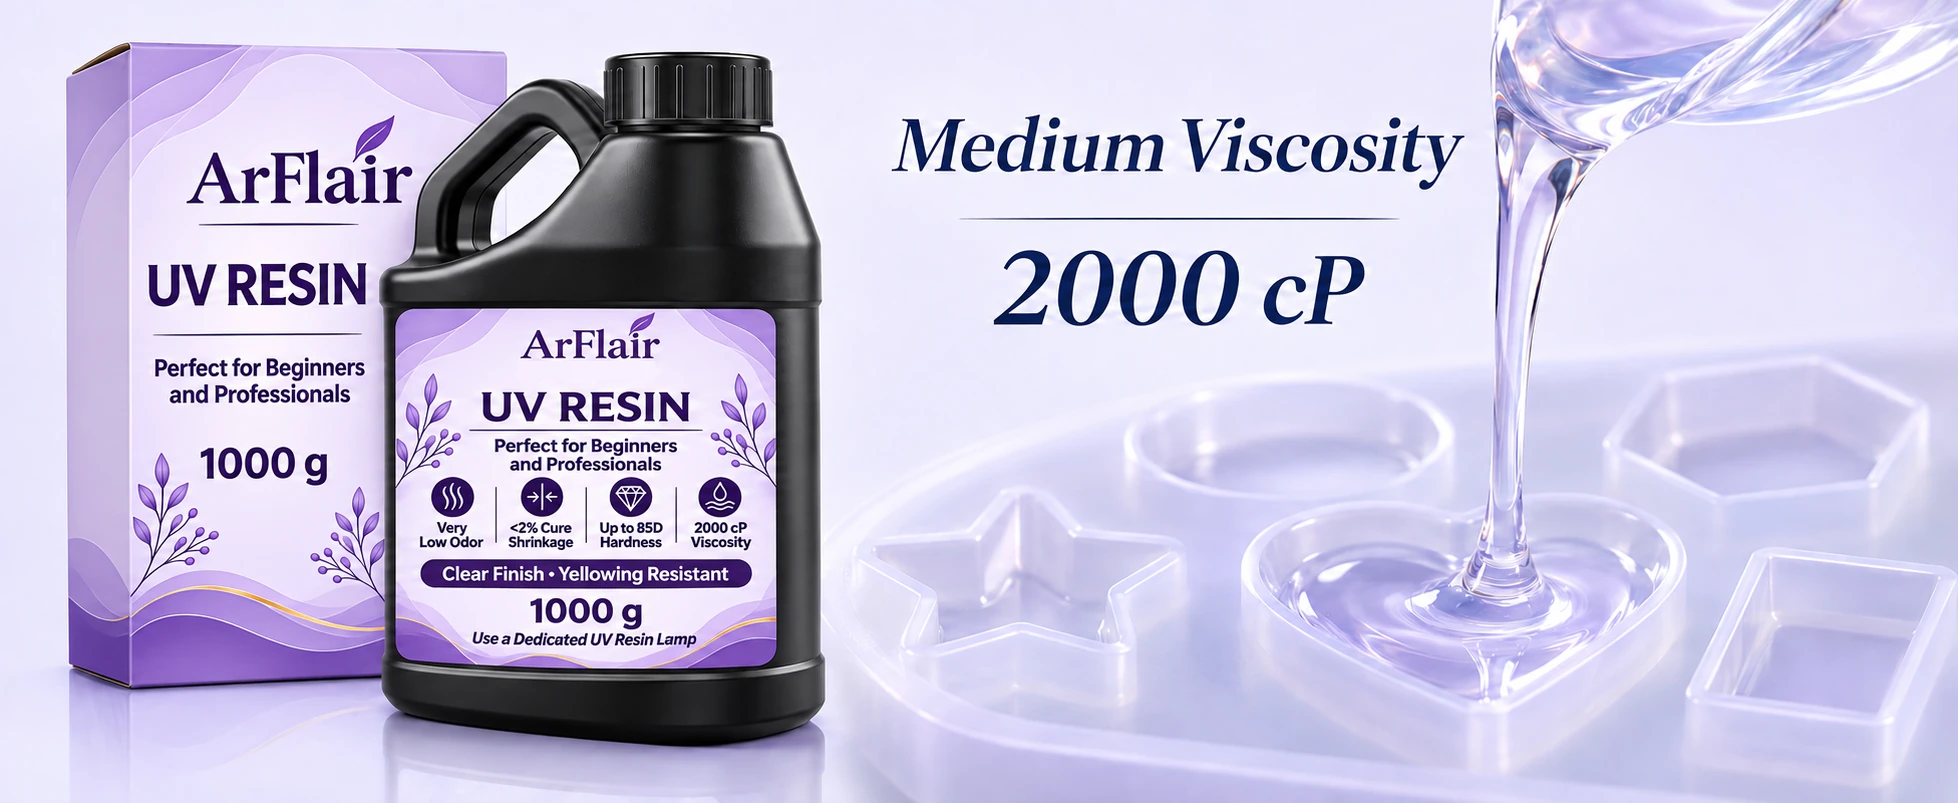 ArFlair
UV RESIN
Perfect for Beginners
and Professionals
1000 g
ArFlair
UV RESIN
Perfect for Beginners
and Professionals
Very
Low Odor
<2% Cure
Shrinkage
Up to 85D
Hardness
2000 cP
Viscosity
Clear Finish • Yellowing Resistant
1000 g
Use a Dedicated UV Resin Lamp
Medium Viscosity
2000 cP